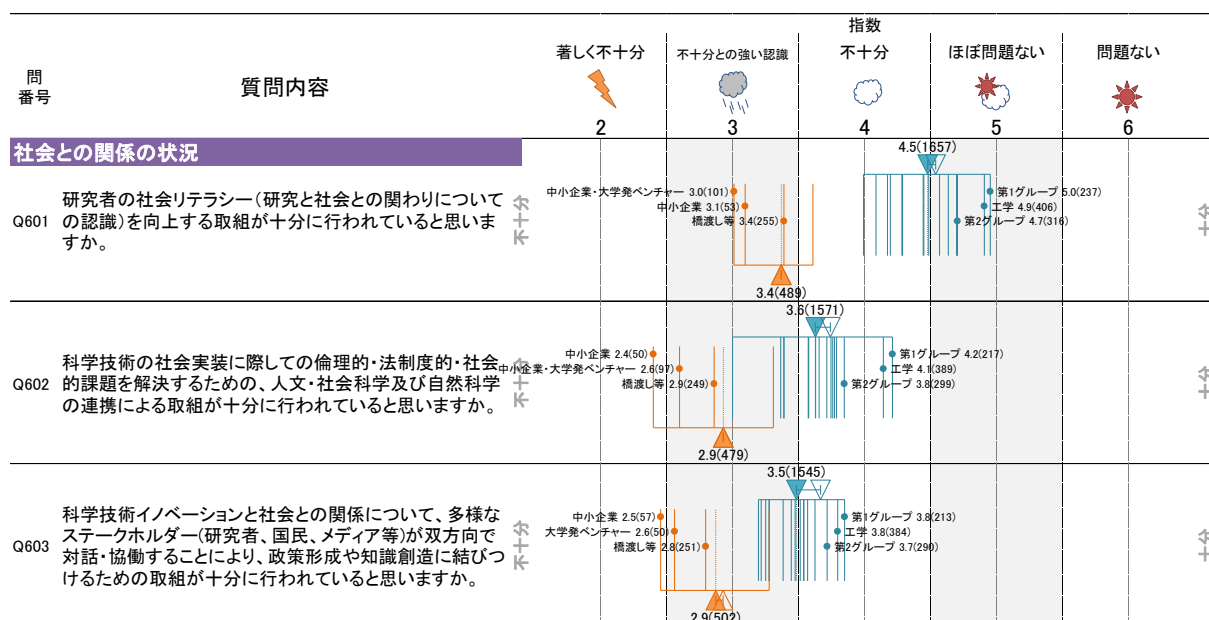 指数
著しく不十分
不十分との強い認識
不十分
ほぼ問題ない
問題ない
問
番号
質問内容
2
3
4
5
6
社会との関係の状況
4.5(1657)
Q601
研究者の社会リテラシー(研究と社会との関わりについて
の認識)を向上する取組が十分に行われていると思いま
すか。
不十分
中小企業・大学発ベンチャー 3.0(101)
中小企業 3.1(53)
橋渡し等 3.4(255)
第1グループ 5.0(237)
工学 4.9(406)
第2グループ 4.7(316)
十分
3.4(489)
3.6(1571)
Q602
科学技術の社会実装に際しての倫理的・法制度的・社会
的課題を解決するための、人文・社会科学及び自然科学
の連携による取組が十分に行われていると思いますか。
不十分
中小企業 2.4(50)
中小企業・大学発ベンチャー 2.6(97)
橋渡し等 2.9(249)
第1グループ 4.2(217)
工学 4.1(389)
第2グループ 3.8(299)
十分
2.9(479)
3.5(1545)
Q603
科学技術イノベーションと社会との関係について、多様な
ステークホルダー(研究者、国民、メディア等)が双方向で
対話・協働することにより、政策形成や知識創造に結びつ
けるための取組が十分に行われていると思いますか。
不十分
中小企業 2.5(57)
大学発ベンチャー 2.6(50)
橋渡し等 2.8(251)
第1グループ 3.8(213)
工学 3.8(384)
第2グループ 3.7(290)
十分
2.9(502)